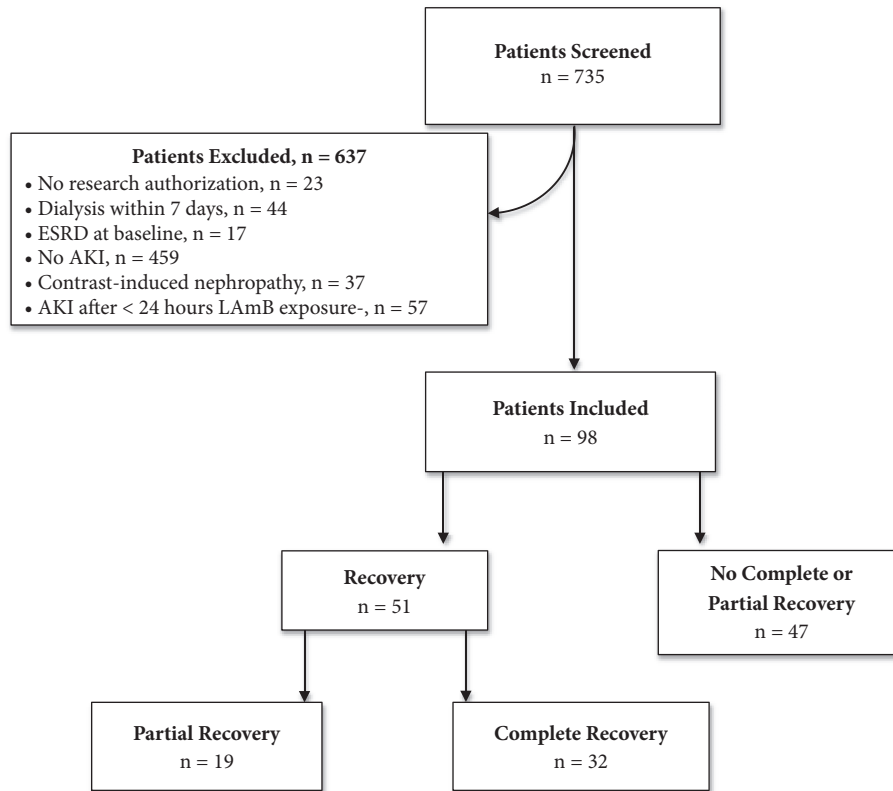 Patients Screened
n = 735
Patients Excluded, n = 637
• No research authorization, n = 23
• Dialysis within 7 days, n = 44
• ESRD at baseline, n = 17
• No AKI, n = 459
• Contrast-induced nephropathy, n = 37
• AKI after < 24 hours LAmB exposure-, n = 57
Patients Included
n = 98
Recovery
n = 51
No Complete or
Partial Recovery
n = 47
Partial Recovery
n = 19
Complete Recovery
n = 32